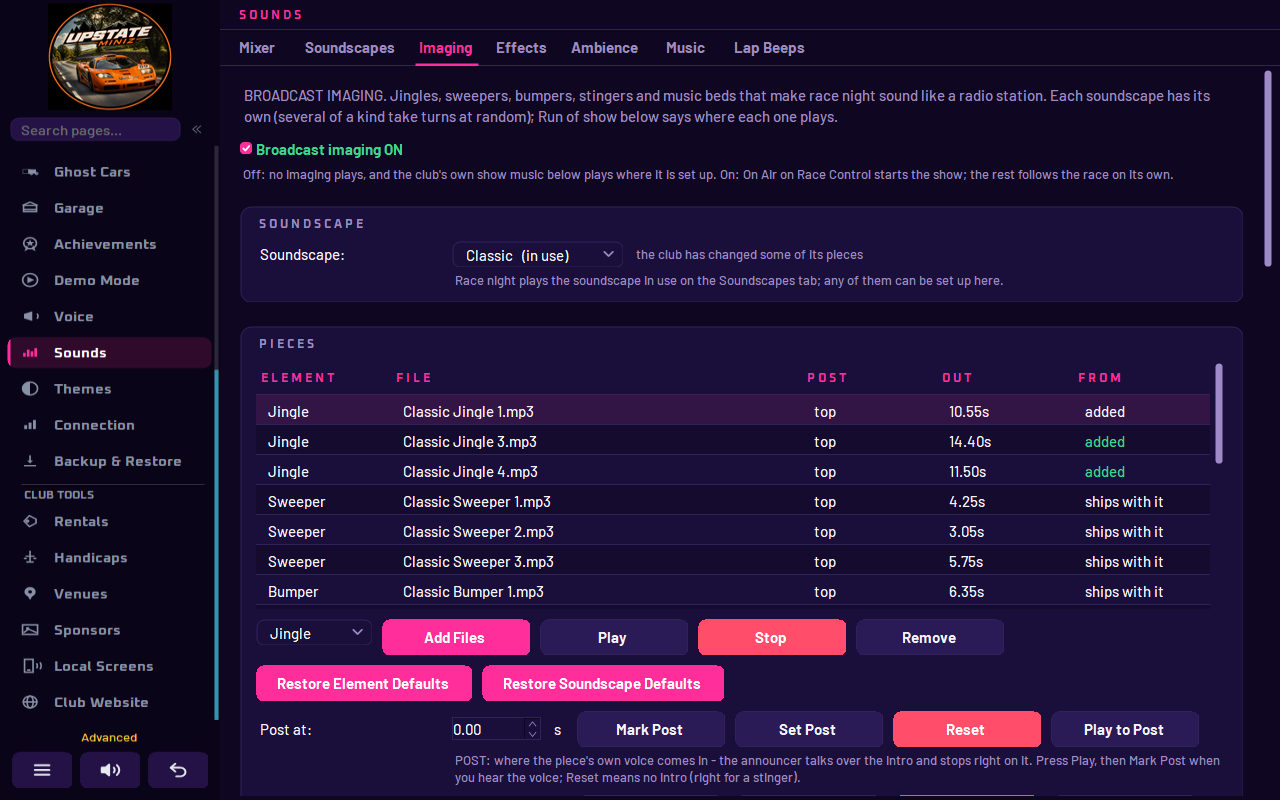 UPSTATE
MINIZ
Search pages...
Ghost Cars
Garage
Achievements
Demo Mode
Voice
Sounds
Themes
Connection
Backup & Restore
CLUB TOOLS
Rentals
Handicaps
Venues
Sponsors
Local Screens
Club Website
Advanced
SOUNDS
Mixer Soundscapes Imaging Effects Ambience Music Lap Beeps
BROADCAST IMAGING. Jingles, sweepers, bumpers, stingers and music beds that make race night sound like a radio station. Each soundscape has its
own (several of a kind take turns at random); Run of show below says where each one plays.
Broadcast imaging ON
Off: no imaging plays, and the club's own show music below plays where it is set up. On: On Air on Race Control starts the show; the rest follows the race on its own.
SOUNDSCAPE
Soundscape: Classic (in use) the club has changed some of its pieces
Race night plays the soundscape in use on the Soundscapes tab; any of them can be set up here.
PIECES
ELEMENT FILE POST OUT FROM
Jingle Classic Jingle 1.mp3 top 10.55s added
Jingle Classic Jingle 3.mp3 top 14.40s added
Jingle Classic Jingle 4.mp3 top 11.50s added
Sweeper Classic Sweeper 1.mp3 top 4.25s ships with it
Sweeper Classic Sweeper 2.mp3 top 3.05s ships with it
Sweeper Classic Sweeper 3.mp3 top 5.75s ships with it
Bumper Classic Bumper 1.mp3 top 6.35s ships with it
Jingle Add Files Play Stop Remove
Restore Element Defaults Restore Soundscape Defaults
Post at: 0.00 s Mark Post Set Post Reset Play to Post
POST: where the piece's own voice comes in - the announcer talks over the intro and stops right on it. Press Play, then Mark Post when
you hear the voice; Reset means no intro (right for a stinger).